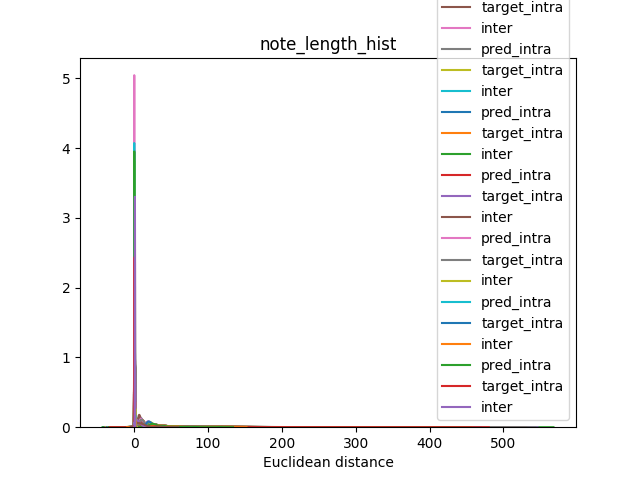 target_intra
inter
note_length_hist
pred_intra
target_intra
inter
pred_intra
target_intra
inter
pred_intra
target_intra
inter
pred_intra
target_intra
inter
pred_intra
target_intra
inter
pred_intra
target_intra
inter
5
4
3
2
1
0
0
100
200
300
400
500
Euclidean distance